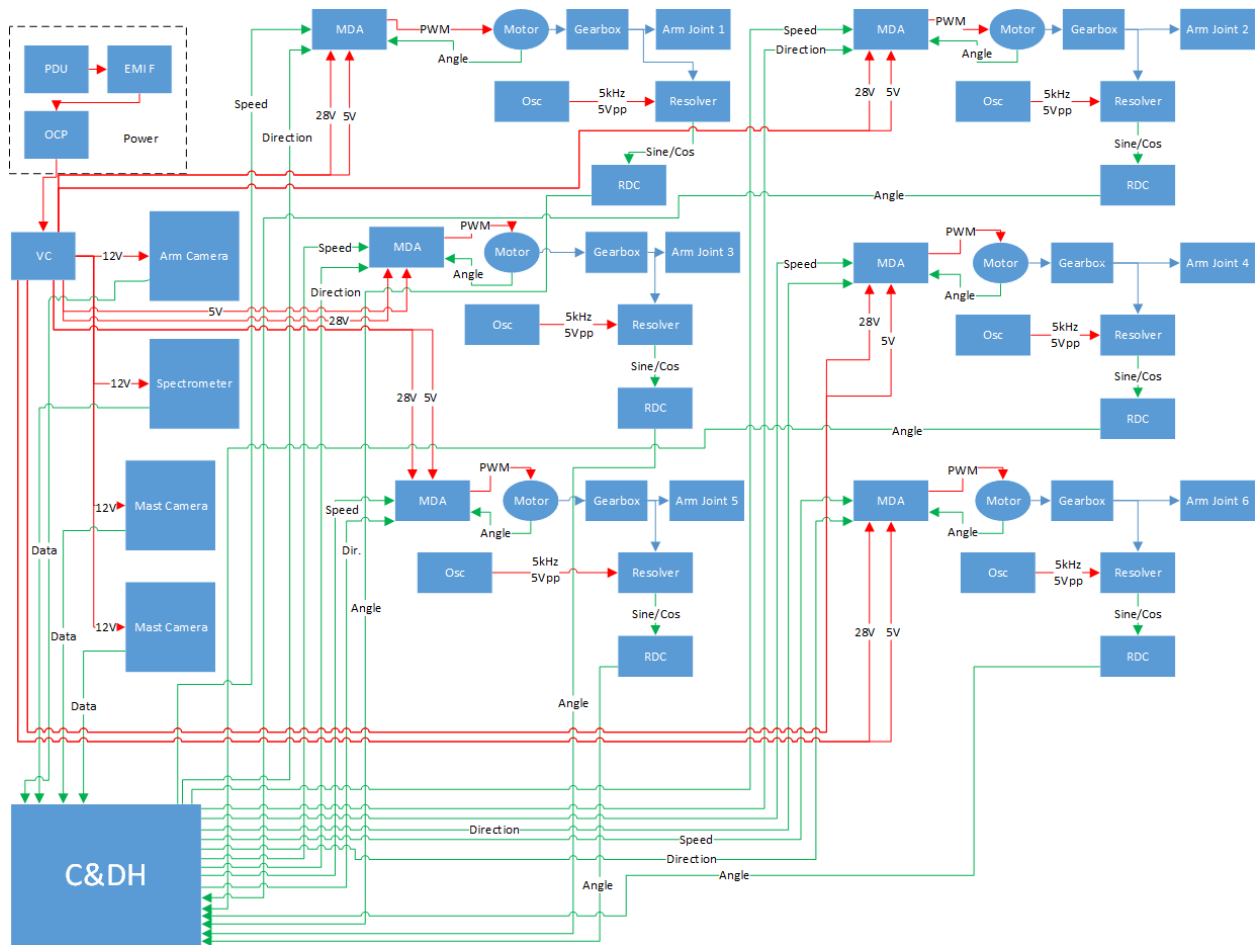 MDA
PWM
Motor
Gearbox
Arm Joint 1
Angle
Speed
Direction
MDA
PWM
Motor
Gearbox
Arm Joint 2
Angle
PDU
EMI F
OCP
Power
Speed
Direction
28V
5V
Osc
5kHz
5Vpp
Resolver
Sine/Cos
RDC
28V
5V
Osc
5kHz
5Vpp
Resolver
Sine/Cos
RDC
Angle
VC
12V
Arm Camera
Speed
Direction
MDA
PWM
Motor
Gearbox
Arm Joint 3
Angle
5V
28V
Osc
5kHz
5Vpp
Resolver
Sine/Cos
RDC
Speed
MDA
PWM
Motor
Gearbox
Arm Joint 4
Angle
28V
5V
Osc
5kHz
5Vpp
Resolver
Sine/Cos
RDC
Angle
12V
Spectrometer
28V
5V
Speed
Dir.
MDA
PWM
Motor
Gearbox
Arm Joint 5
Angle
Osc
5kHz
5Vpp
Resolver
Sine/Cos
RDC
MDA
PWM
Motor
Gearbox
Arm Joint 6
Angle
Osc
5kHz
5Vpp
Resolver
Sine/Cos
RDC
28V
5V
12V
Mast Camera
Data
12V
Mast Camera
Data
Data
Angle
Angle
Direction
Speed
Direction
Angle
Angle
C&DH